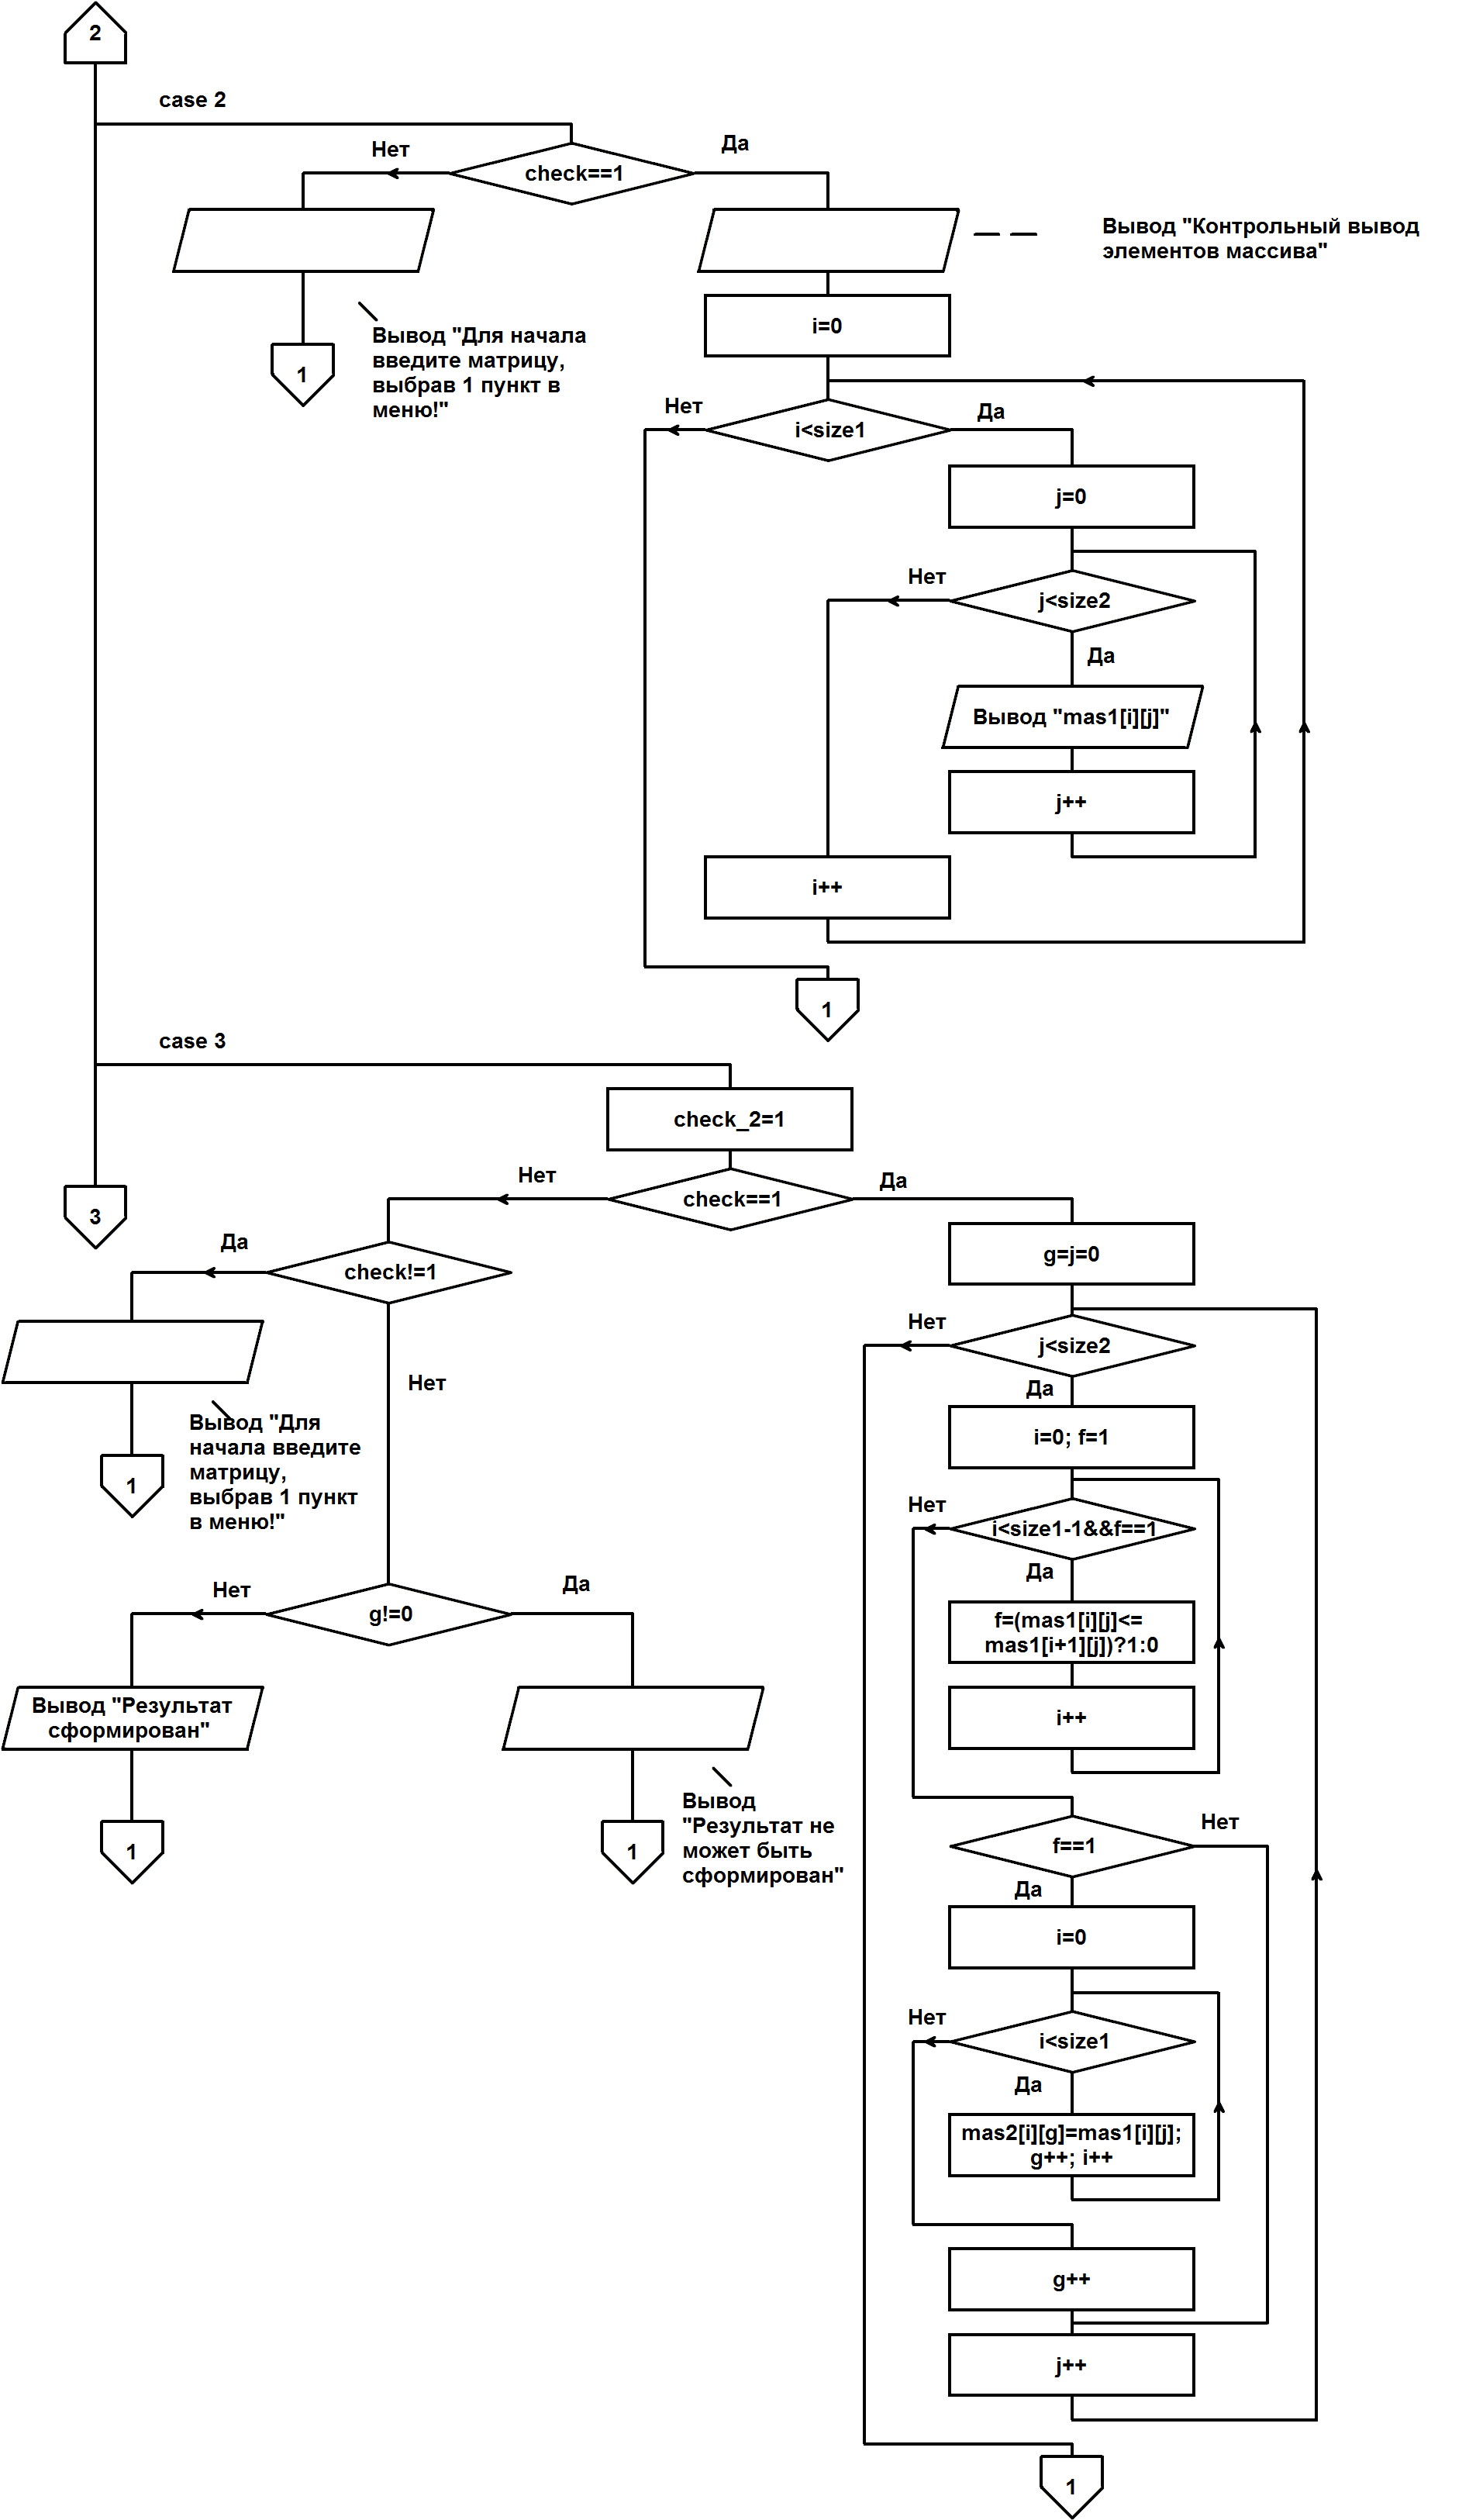 2
case 2
Нет
Да
check==1
Вывод "Контрольный вывод
элементов массива"
i=0
Вывод "Для начала
введите матрицу,
выбрав 1 пункт в
меню!"
1
Нет
Да
i<size1
j=0
Нет
j<size2
Да
Вывод "mas1[i][j]"
j++
i++
1
case 3
check_2=1
Нет
Да
check==1
3
Да
check!=1
g=j=0
Нет
j<size2
Нет
Да
Вывод "Для
начала введите
матрицу,
выбрав 1 пункт
в меню!"
1
i=0; f=1
Нет
i<size1-1&&f==1
Да
Нет
Да
g!=0
f=(mas1[i][j]<=
mas1[i+1][j])?1:0
Вывод "Результат
сформирован"
i++
Вывод
"Результат не
может быть
сформирован"
1
1
Нет
f==1
Да
i=0
Нет
i<size1
Да
mas2[i][g]=mas1[i][j];
g++; i++
g++
j++
1